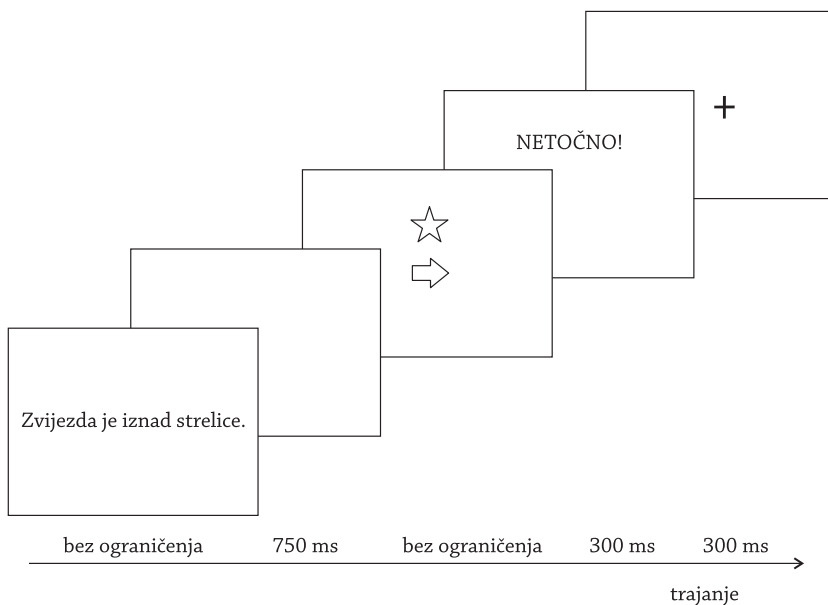 +
NETOČNO!
Zvijezda je iznad strelice.
bez ograničenja 750 ms bez ograničenja 300 ms 300 ms
trajanje